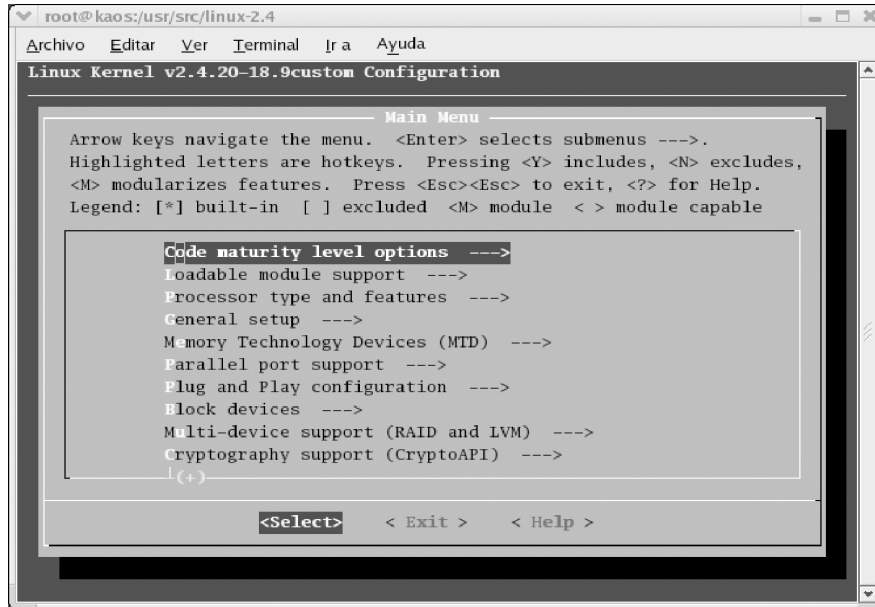 root@kaos:/usr/src/linux-2.4
Archivo Editar Ver Terminal Ir a Ayuda
Linux Kernel v2.4.20-18.9custom Configuration
Main Menu
Arrow keys navigate the menu. <Enter> selects submenus --->.
Highlighted letters are hotkeys. Pressing <Y> includes, <N> excludes,
<M> modularizes features. Press <Esc><Esc> to exit, <?> for Help.
Legend: [*] built-in [ ] excluded <M> module < > module capable
Code maturity level options --->
Loadable module support --->
Processor type and features --->
General setup --->
Memory Technology Devices (MTD) --->
Parallel port support --->
Plug and Play configuration --->
Block devices --->
Multi-device support (RAID and LVM) --->
Cryptography support (CryptoAPI) --->
(+)
<Select> < Exit > < Help >